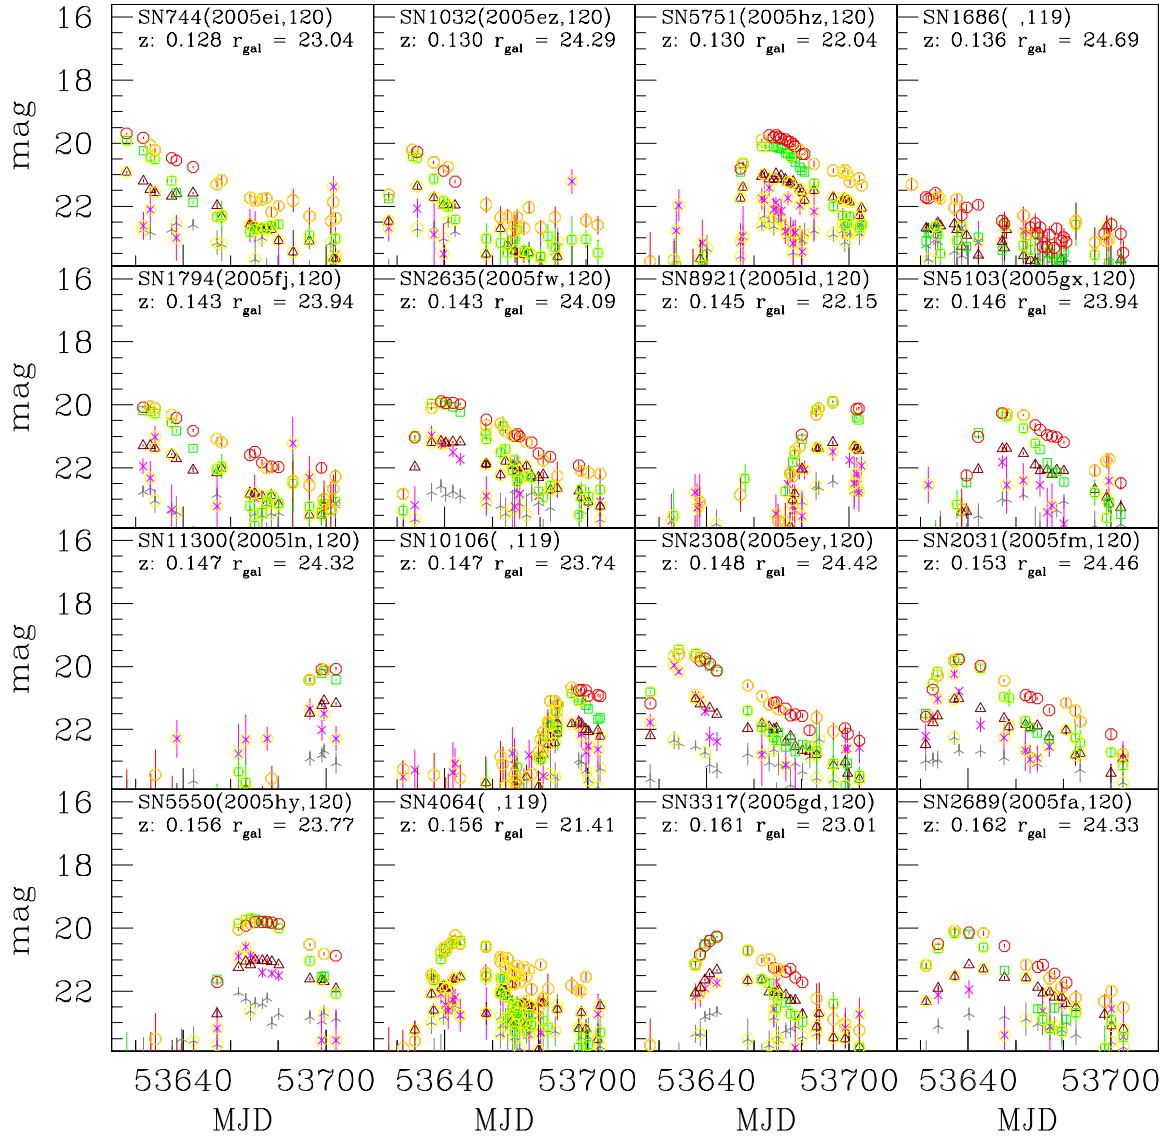 SN744(2005ei,120)
z: 0.128 r_gal = 23.04
SN1032(2005ez,120)
z: 0.130 r_gal = 24.29
SN5751(2005hz,120)
z: 0.130 r_gal = 22.04
SN1686( ,119)
z: 0.136 r_gal = 24.69
16
18
20
22
mag
SN1794(2005fj,120)
z: 0.143 r_gal = 23.94
SN2635(2005fw,120)
z: 0.143 r_gal = 24.09
SN8921(2005ld,120)
z: 0.145 r_gal = 22.15
SN5103(2005gx,120)
z: 0.146 r_gal = 23.94
16
18
20
22
mag
SN11300(2005ln,120)
z: 0.147 r_gal = 24.32
SN10106( ,119)
z: 0.147 r_gal = 23.74
SN2308(2005ey,120)
z: 0.148 r_gal = 24.42
SN2031(2005fm,120)
z: 0.153 r_gal = 24.46
16
18
20
22
mag
SN5550(2005hy,120)
z: 0.156 r_gal = 23.77
SN4064( ,119)
z: 0.156 r_gal = 21.41
SN3317(2005gd,120)
z: 0.161 r_gal = 23.01
SN2689(2005fa,120)
z: 0.162 r_gal = 24.33
16
18
20
22
mag
53640 53700 53640 53700 53640 53700 53640 53700
MJD MJD MJD MJD